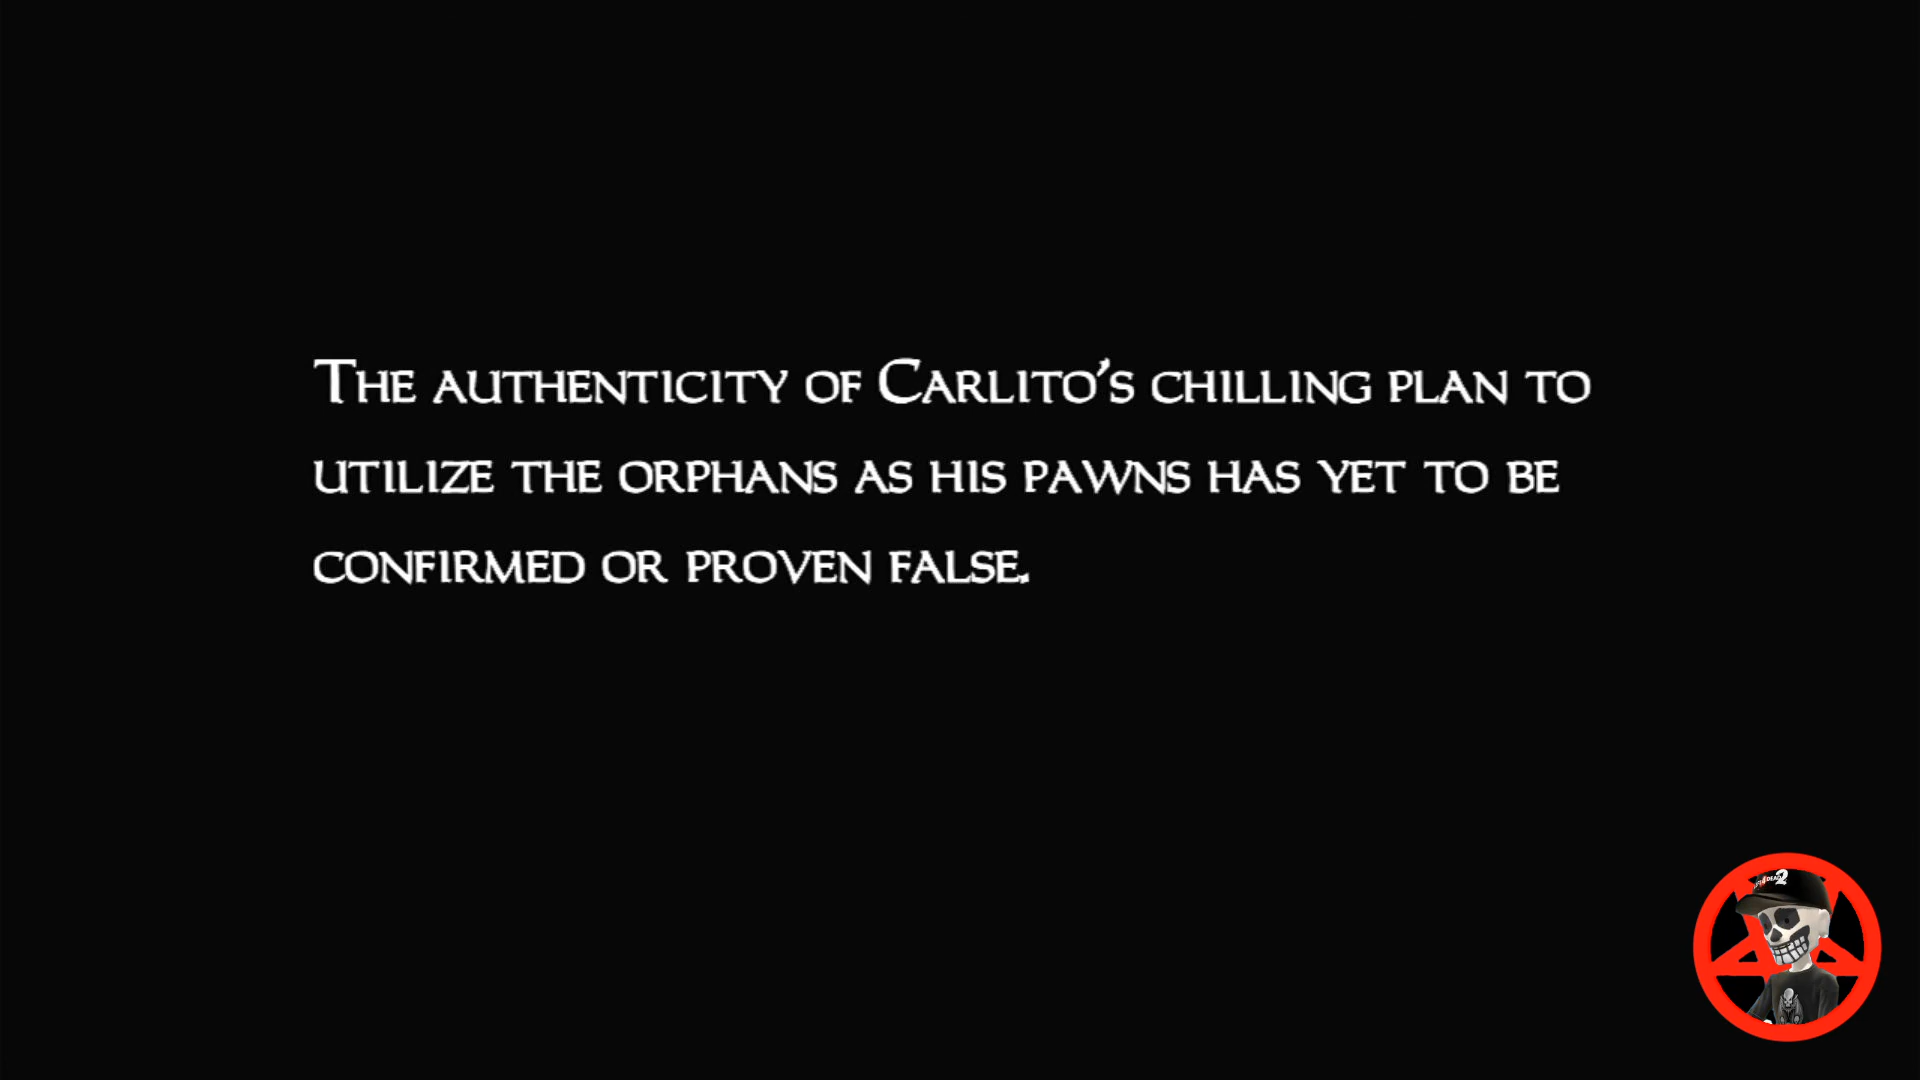 The authenticity of Carlito's chilling plan to
utilize the orphans as his pawns has yet to be
confirmed or proven false.
2